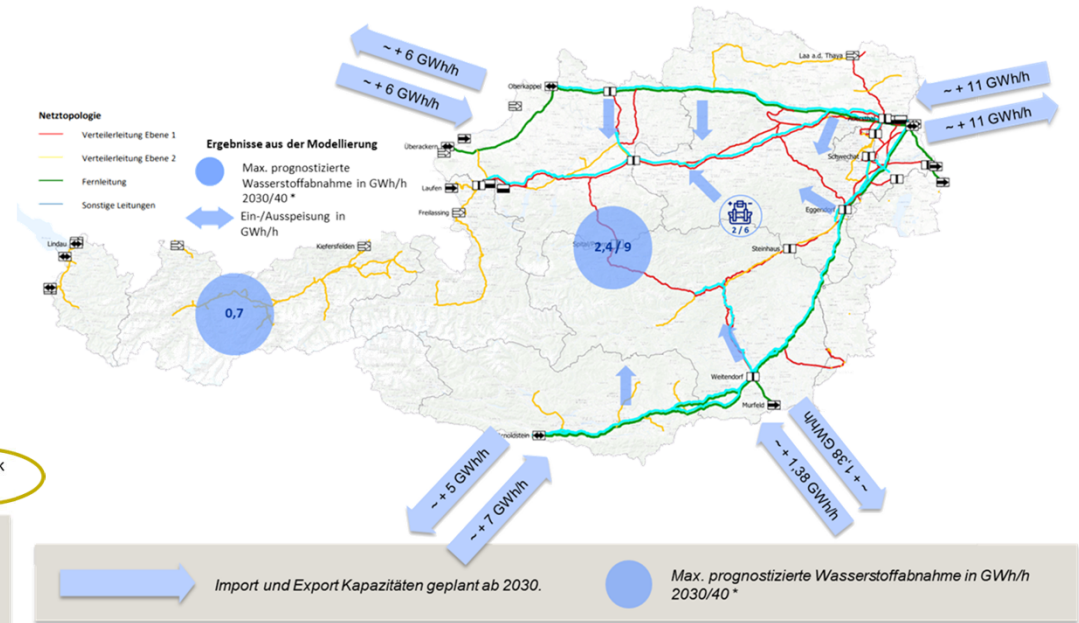 ~ + 6 GWh/h
~ + 6 GWh/h
Laa a.d. Thaya
~ + 11 GWh/h
~ + 11 GWh/h
Oberkappel
Netztopologie
Verteilerleitung Ebene 1
Verteilerleitung Ebene 2
Fernleitung
Sonstige Leitungen
Ergebnisse aus der Modellierung
Max. prognostizierte
Wasserstoffabnahme in GWh/h
2030/40 *
Ein-/Ausspeisung in
GWh/h
Überackern
Schwechat
Laufen
Freilassing
Eggendorf
2 / 6
Lindau
Kiefersfelden
2,4 / 9
Steinhaus
0,7
Weitendorf
Murfeld
Arnoldstein
~ + 5 GWh/h
~ + 7 GWh/h
~ + 1,38 GWh/h
~ + 1,38 GWh/h
k
Import und Export Kapazitäten geplant ab 2030.
Max. prognostizierte Wasserstoffabnahme in GWh/h
2030/40 *